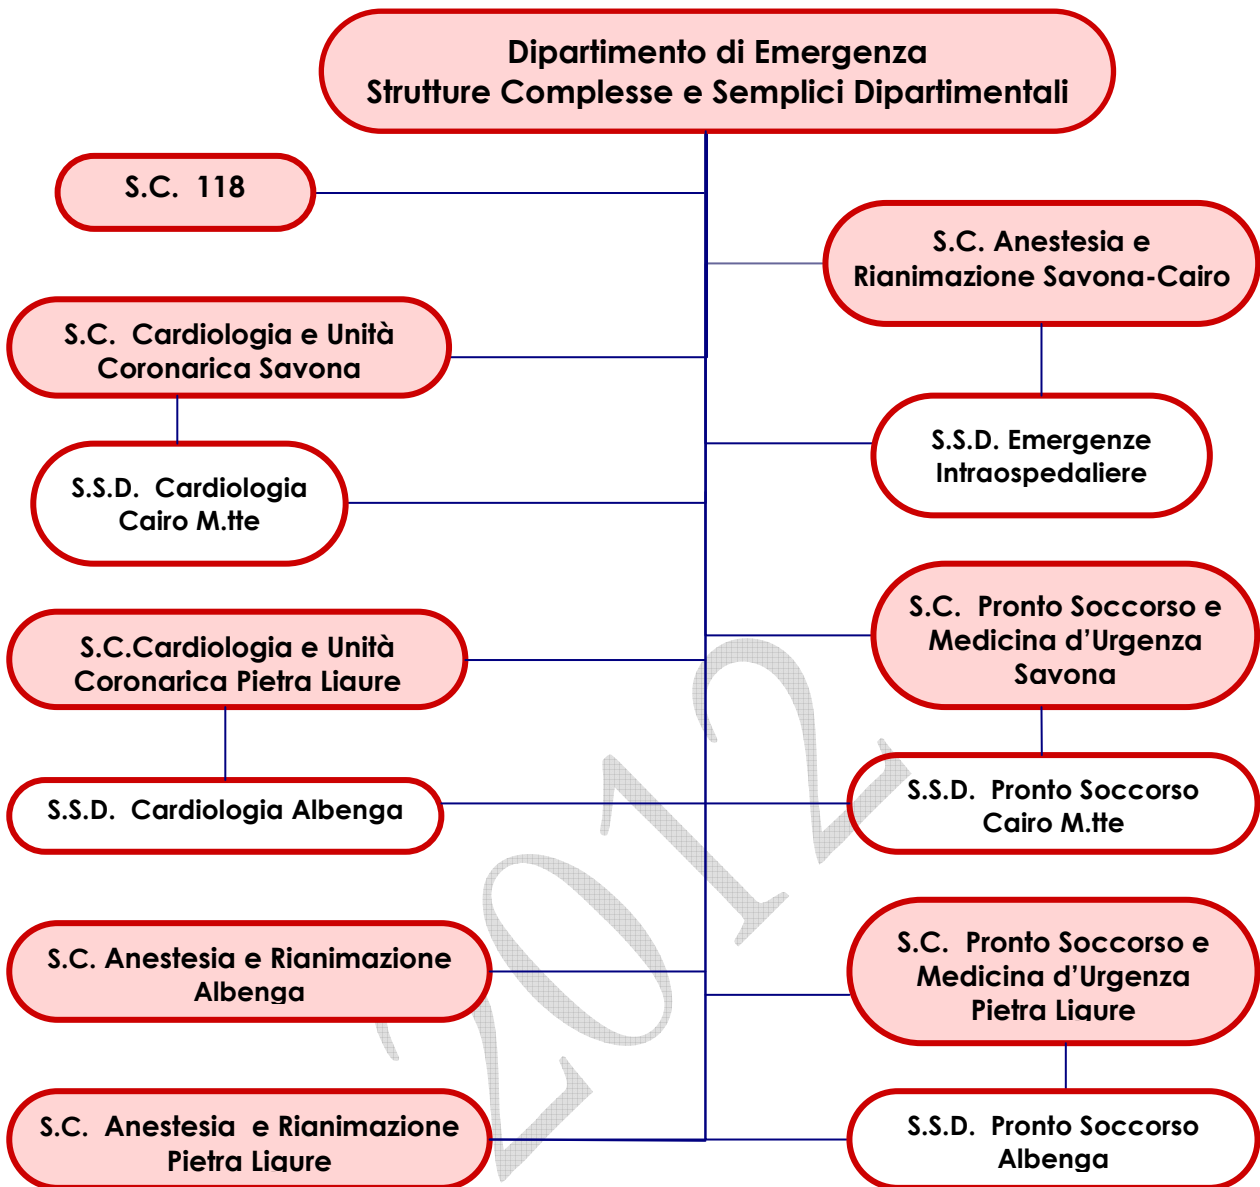 Dipartimento di Emergenza
Strutture Complesse e Semplici Dipartimentali
S.C. 118
S.C. Anestesia e
Rianimazione Savona-Cairo
S.C. Cardiologia e Unità
Coronarica Savona
S.S.D. Emergenze
Intraospedaliere
S.S.D. Cardiologia
Cairo M.tte
S.C. Pronto Soccorso e
Medicina d'Urgenza
Savona
S.C.Cardiologia e Unità
Coronarica Pietra Ligure
S.S.D. Pronto Soccorso
Cairo M.tte
S.S.D. Cardiologia Albenga
S.C. Pronto Soccorso e
Medicina d'Urgenza
Pietra Ligure
S.C. Anestesia e Rianimazione
Albenga
S.C. Anestesia e Rianimazione
Pietra Ligure
S.S.D. Pronto Soccorso
Albenga
2012